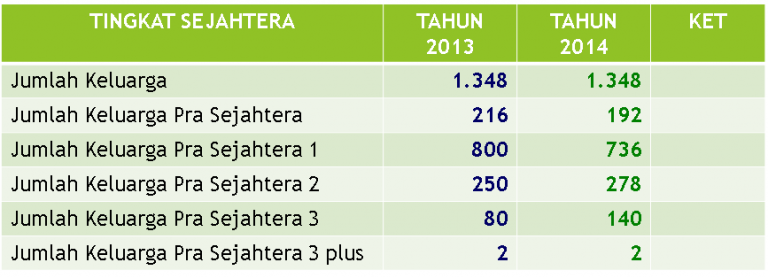 TINGKAT SEJAHTERA TAHUN 2013 TAHUN 2014 KET
Jumlah Keluarga 1.348 1.348
Jumlah Keluarga Pra Sejahtera 216 192
Jumlah Keluarga Pra Sejahtera 1 800 736
Jumlah Keluarga Pra Sejahtera 2 250 278
Jumlah Keluarga Pra Sejahtera 3 80 140
Jumlah Keluarga Pra Sejahtera 3 plus 2 2